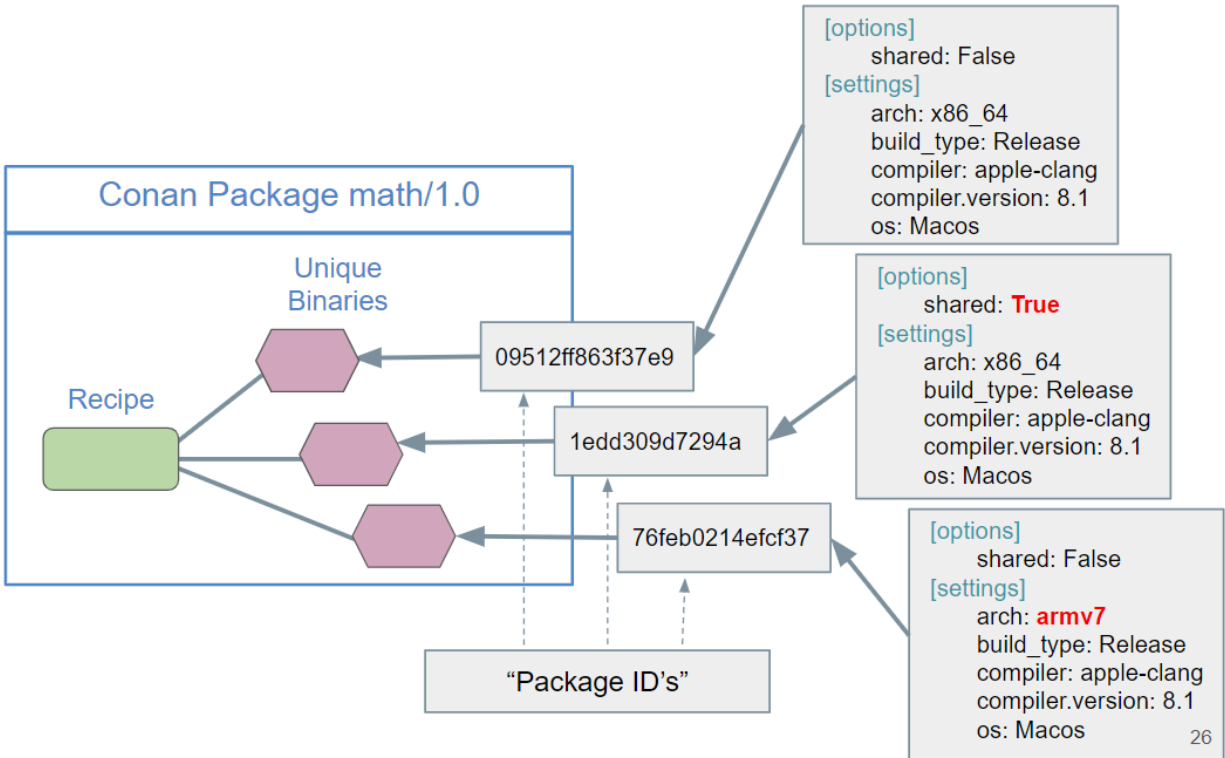 Conan Package math/1.0
Unique
Binaries
Recipe
09512ff863f37e9
1edd309d7294a
76feb0214efcf37
“Package ID’s”
[options]
shared: False
[settings]
arch: x86_64
build_type: Release
compiler: apple-clang
compiler.version: 8.1
os: Macos
[options]
shared: True
[settings]
arch: x86_64
build_type: Release
compiler: apple-clang
compiler.version: 8.1
os: Macos
[options]
shared: False
[settings]
arch: armv7
build_type: Release
compiler: apple-clang
compiler.version: 8.1
os: Macos
26